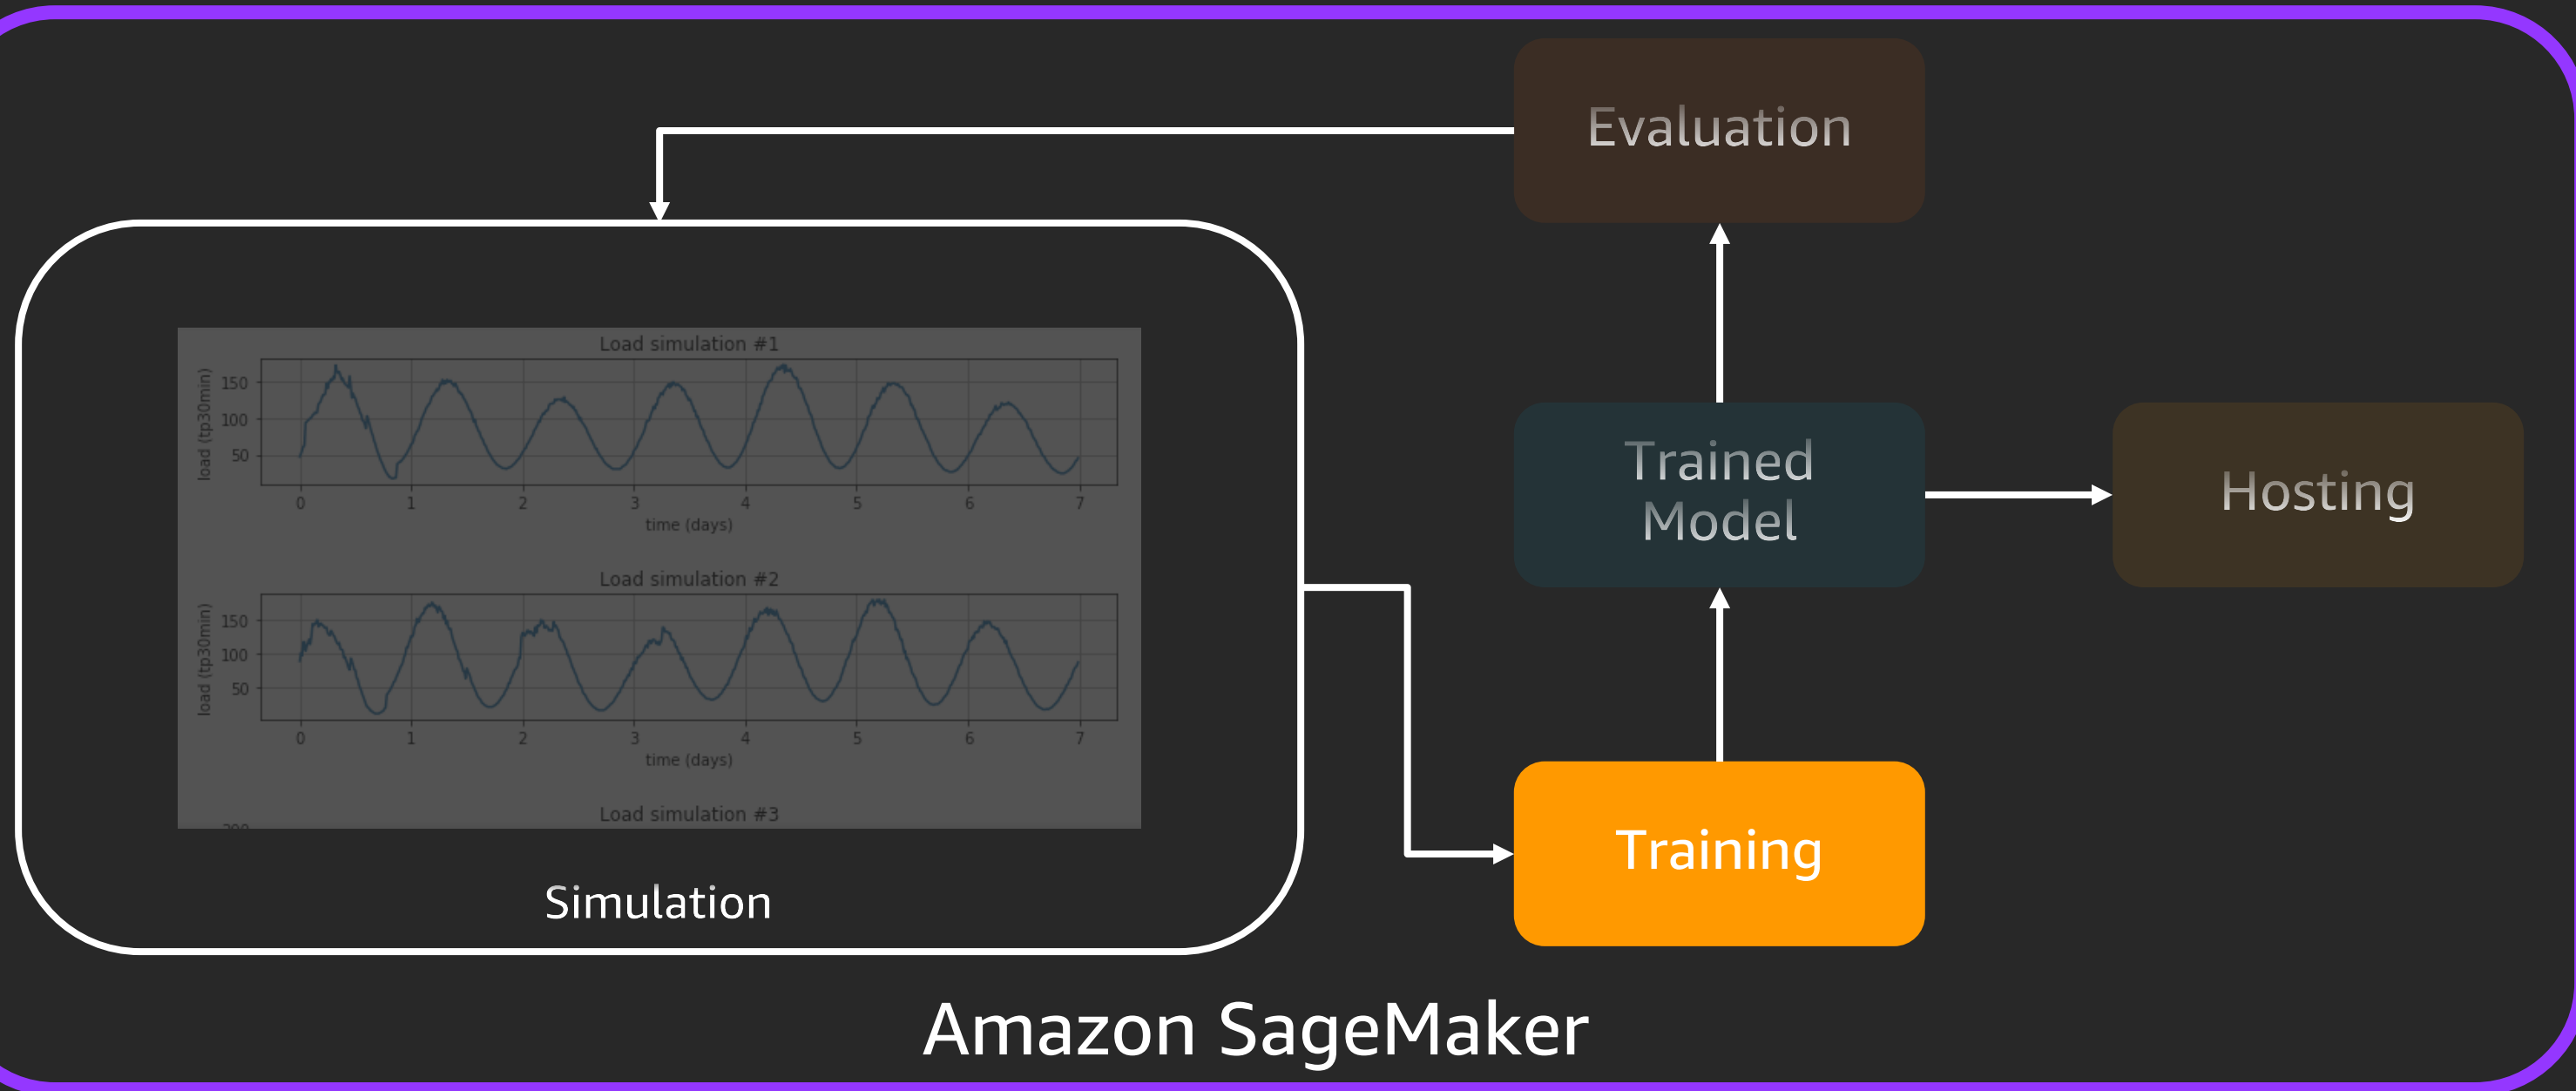 Evaluation
Load simulation #1
load (tp30min)
150
100
50
0 1 2 3 4 5 6 7
time (days)
Load simulation #2
load (tp30min)
150
100
50
0 1 2 3 4 5 6 7
time (days)
Load simulation #3
Simulation
Trained
Model
Hosting
Training
Amazon SageMaker